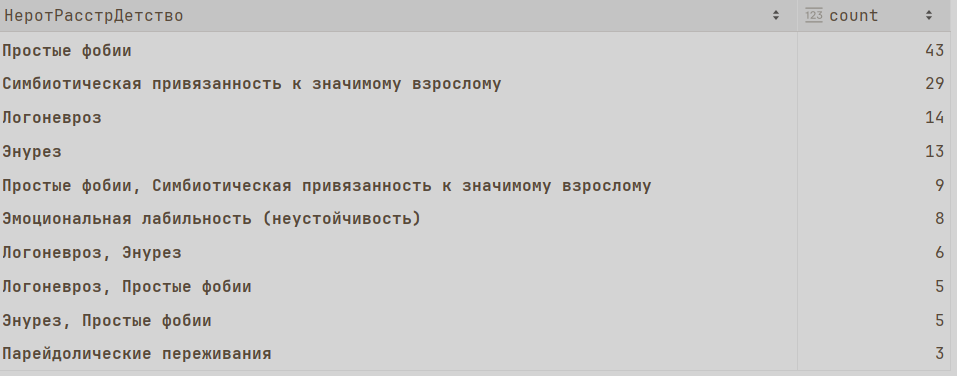 НеротРасстрДетство 123 count
Простые фобии 43
Симбиотическая привязанность к значимому взрослому 29
Логоневроз 14
Энурез 13
Простые фобии, Симбиотическая привязанность к значимому взрослому 9
Эмоциональная лабильность (неустойчивость) 8
Логоневроз, Энурез 6
Логоневроз, Простые фобии 5
Энурез, Простые фобии 5
Парейдолические переживания 3